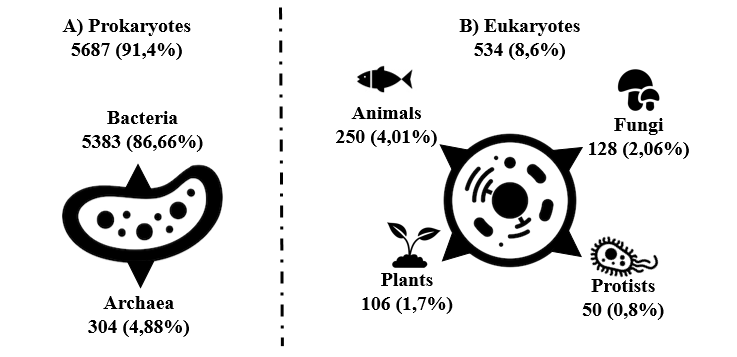 A) Prokaryotes
5687 (91,4%)
Bacteria
5383 (86,66%)
Archaea
304 (4,88%)
B) Eukaryotes
534 (8,6%)
Animals
250 (4,01%)
Fungi
128 (2,06%)
Plants
106 (1,7%)
Protists
50 (0,8%)